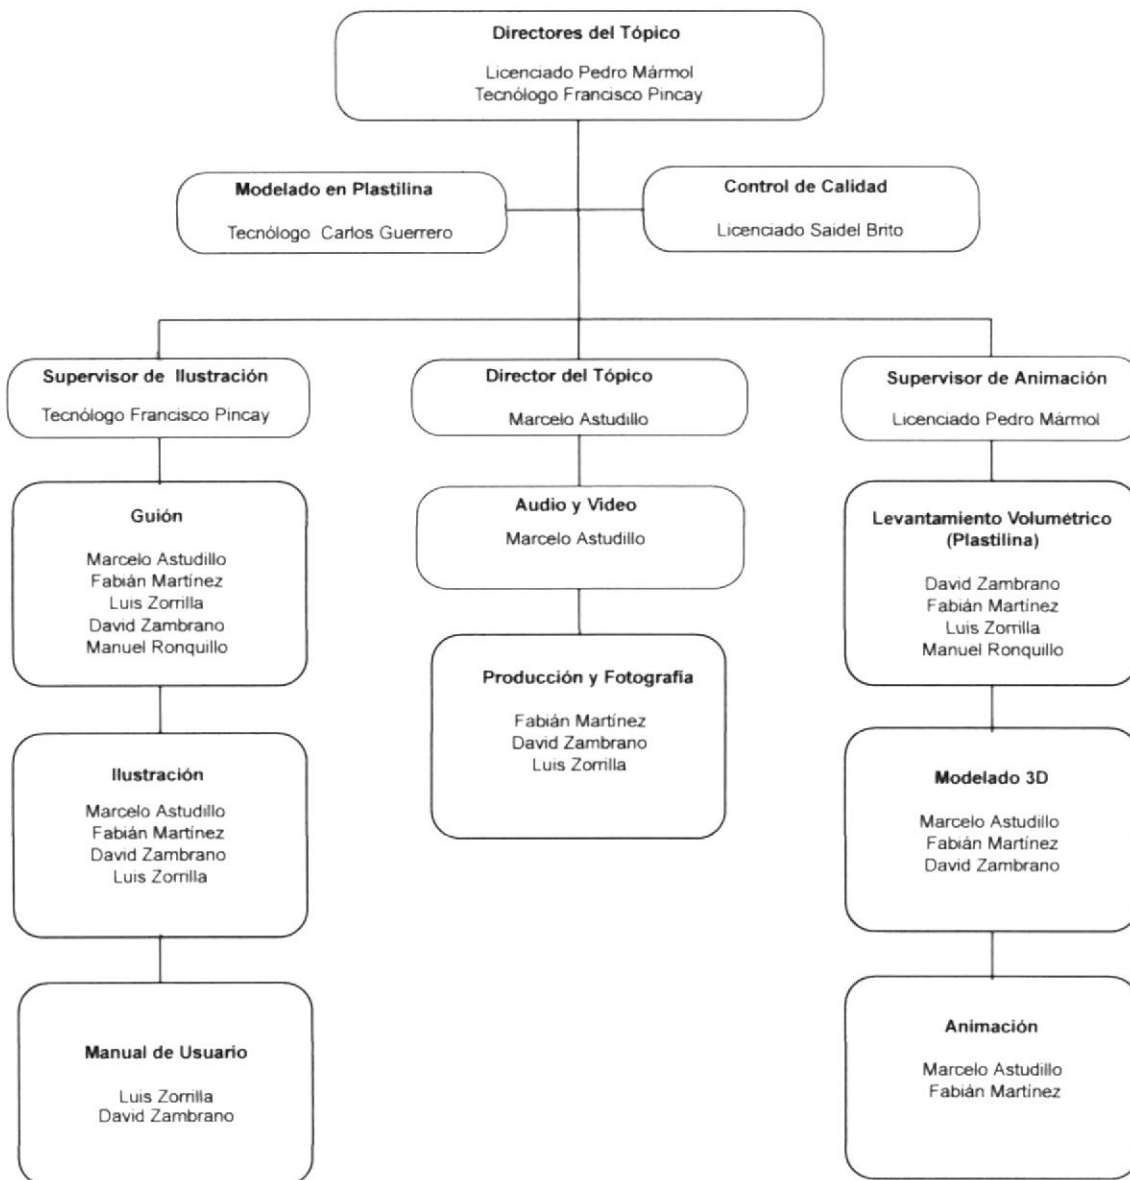 Directores del Tópico
Licenciado Pedro Mármol
Tecnólogo Francisco Pincay
Modelado en Plastilina
Tecnólogo Carlos Guerrero
Control de Calidad
Licenciado Saidel Brito
Supervisor de Ilustración
Tecnólogo Francisco Pincay
Guión
Marcelo Astudillo
Fabián Martínez
Luis Zorrilla
David Zambrano
Manuel Ronquillo
Ilustración
Marcelo Astudillo
Fabián Martínez
David Zambrano
Luis Zorrilla
Manual de Usuario
Luis Zorrilla
David Zambrano
Director del Tópico
Marcelo Astudillo
Audio y Video
Marcelo Astudillo
Producción y Fotografía
Fabián Martínez
David Zambrano
Luis Zorrilla
Supervisor de Animación
Licenciado Pedro Mármol
Levantamiento Volumétrico
(Plastilina)
David Zambrano
Fabián Martínez
Luis Zorrilla
Manuel Ronquillo
Modelado 3D
Marcelo Astudillo
Fabián Martínez
David Zambrano
Animación
Marcelo Astudillo
Fabián Martínez